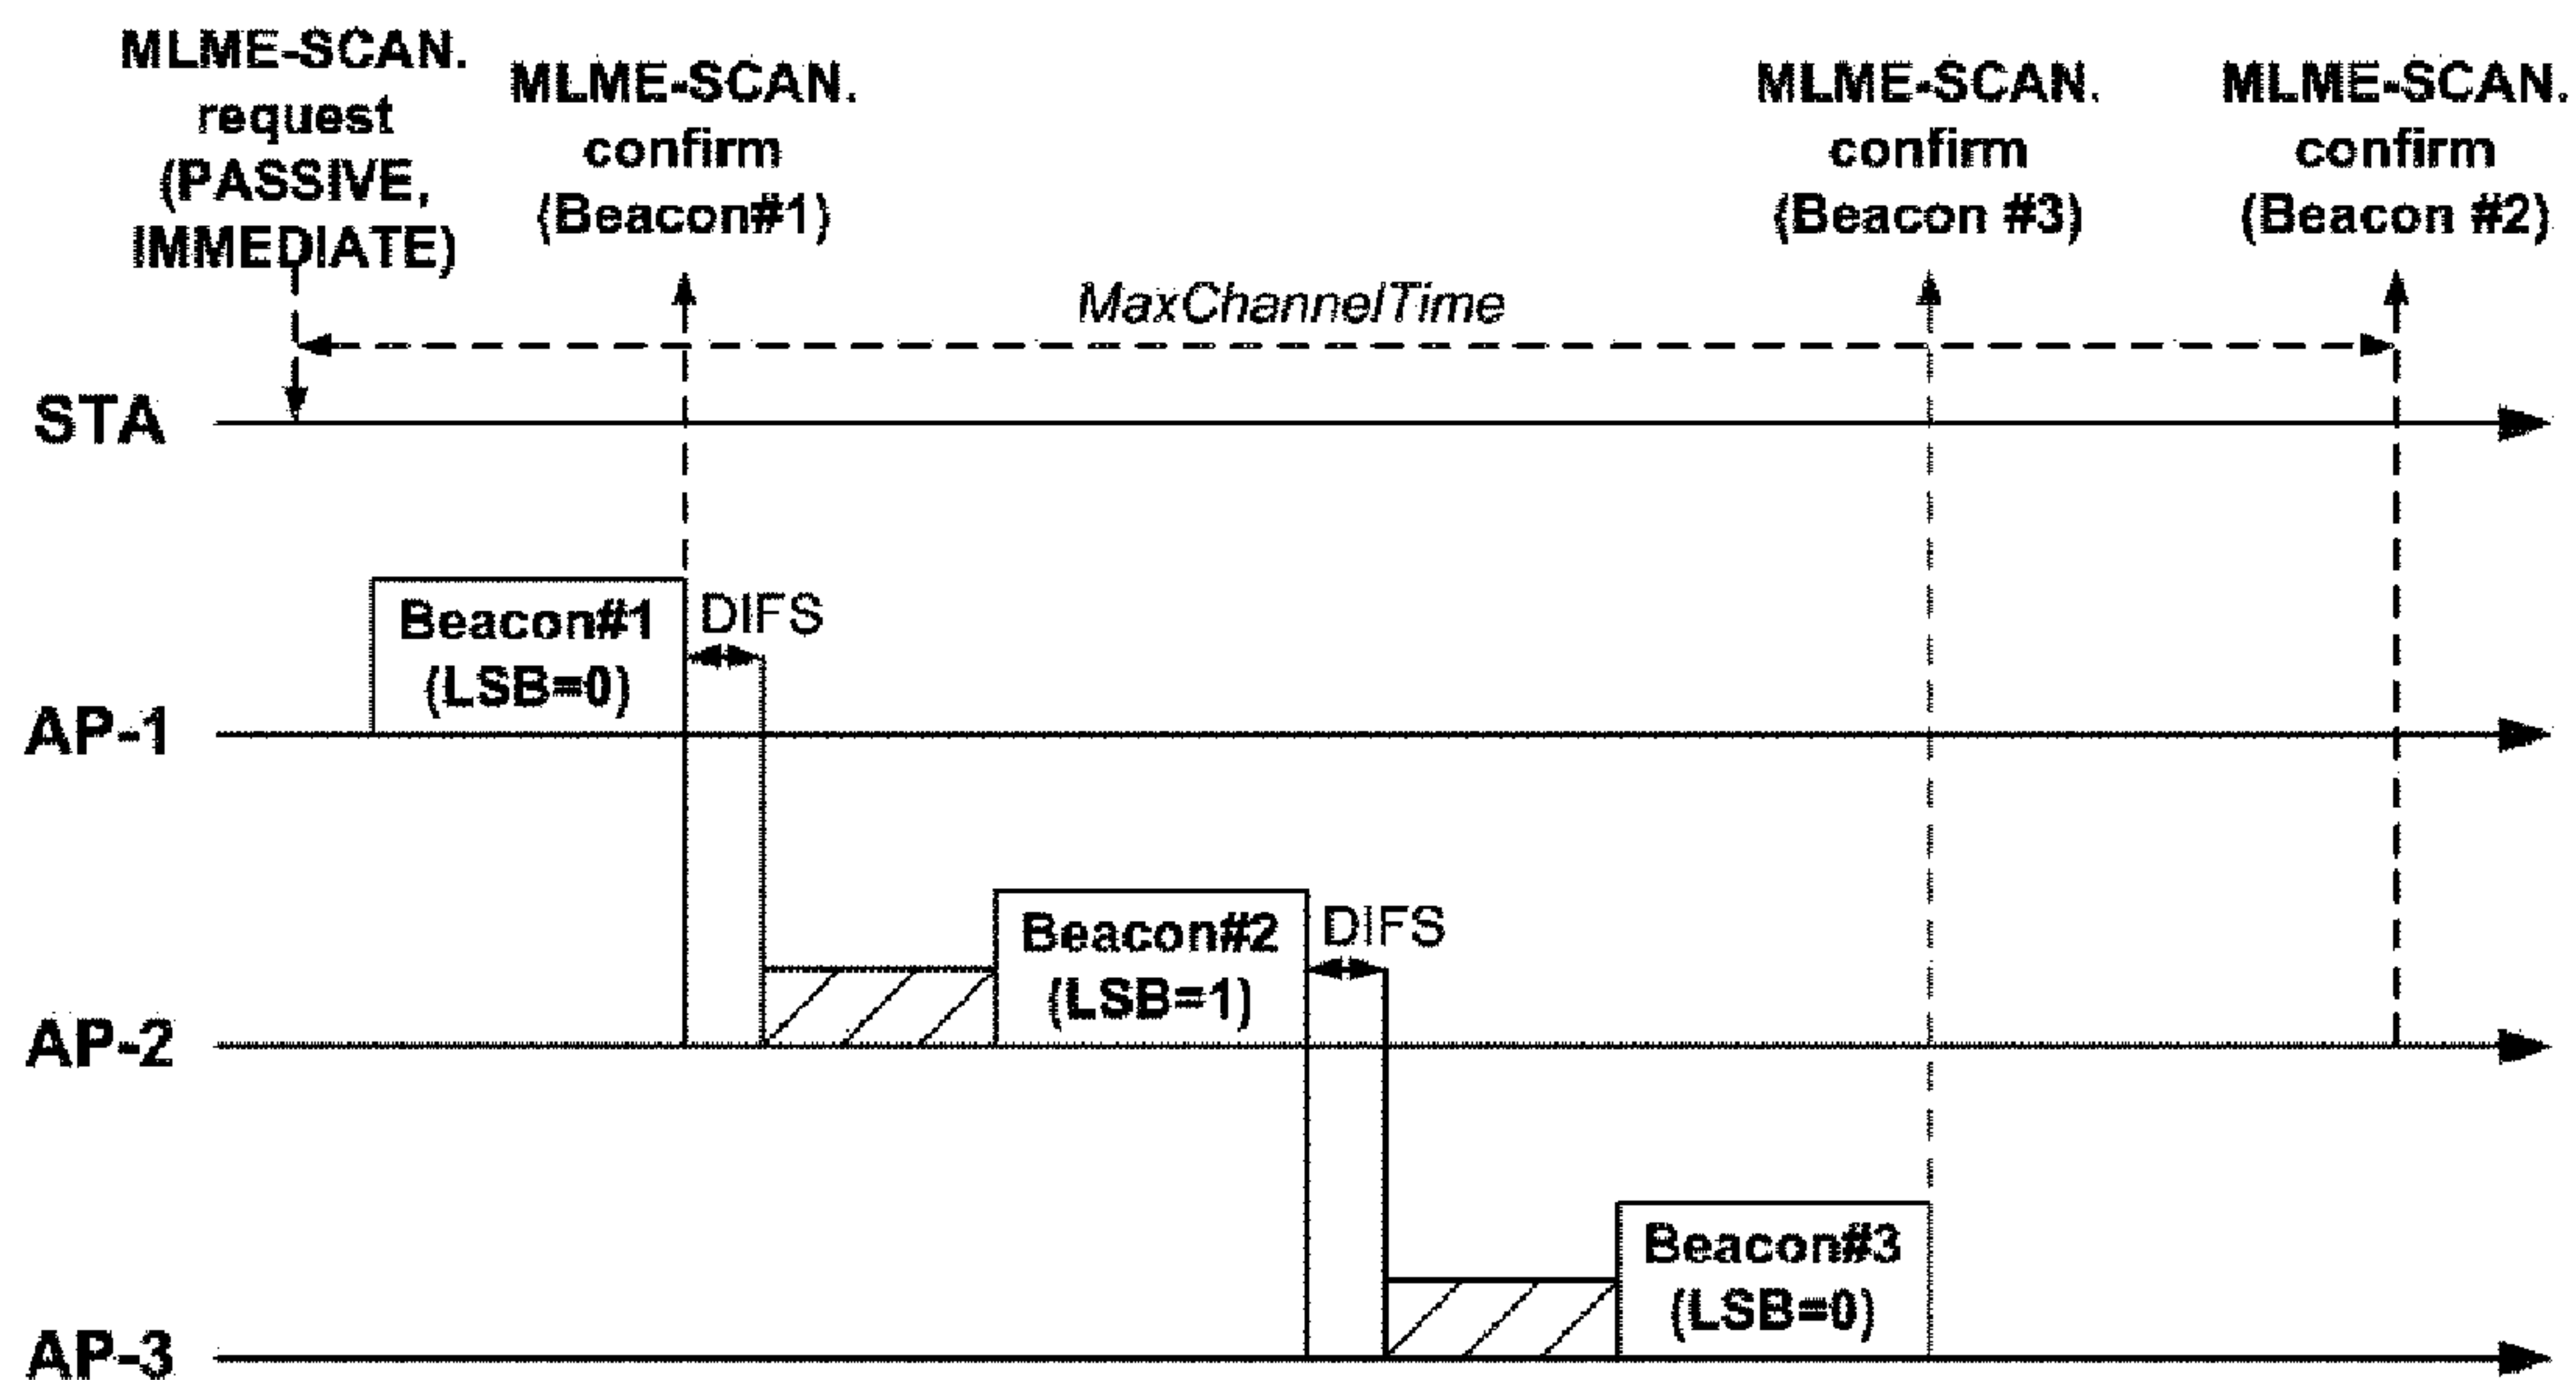 MLME-SCAN.
request
(PASSIVE,
IMMEDIATE)
MLME-SCAN.
confirm
(Beacon#1)
MLME-SCAN.
confirm
(Beacon #3)
MLME-SCAN.
confirm
(Beacon #2)
MaxChannelTime
STA
Beacon#1
(LSB=0)
DIFS
AP-1
Beacon#2
(LSB=1)
DIFS
AP-2
Beacon#3
(LSB=0)
AP-3